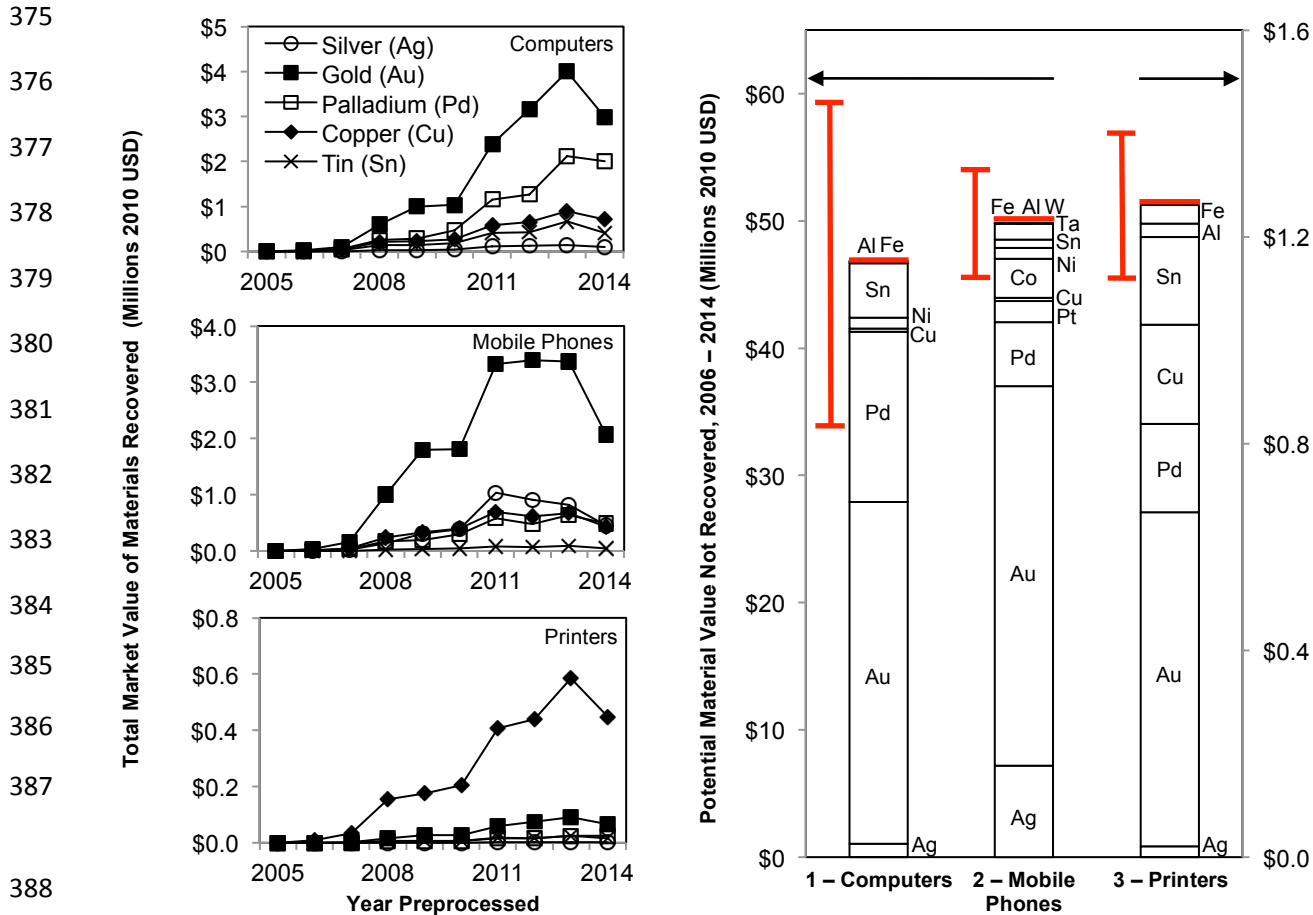 375
376
377
378
379
380
381
382
383
384
385
386
387
388
Total Market Value of Materials Recovered (Millions 2010 USD)
$5
$4
$3
$2
$1
$0
Computers
Silver (Ag)
Gold (Au)
Palladium (Pd)
Copper (Cu)
Tin (Sn)
2005 2008 2011 2014
$4.0
$3.0
$2.0
$1.0
$0.0
Mobile Phones
2005 2008 2011 2014
$0.8
$0.6
$0.4
$0.2
$0.0
Printers
2005 2008 2011 2014
Year Preprocessed
Potential Material Value Not Recovered, 2006 – 2014 (Millions 2010 USD)
$60
$50
$40
$30
$20
$10
$0
Al Fe
Sn
Ni
Cu
Pd
Au
Ag
Fe Al W
Ta
Sn
Ni
Co
Cu
Pt
Pd
Au
Ag
Fe
Al
Sn
Cu
Pd
Au
Ag
$1.6
$1.2
$0.8
$0.4
$0.0
1 – Computers
2 – Mobile
Phones
3 – Printers